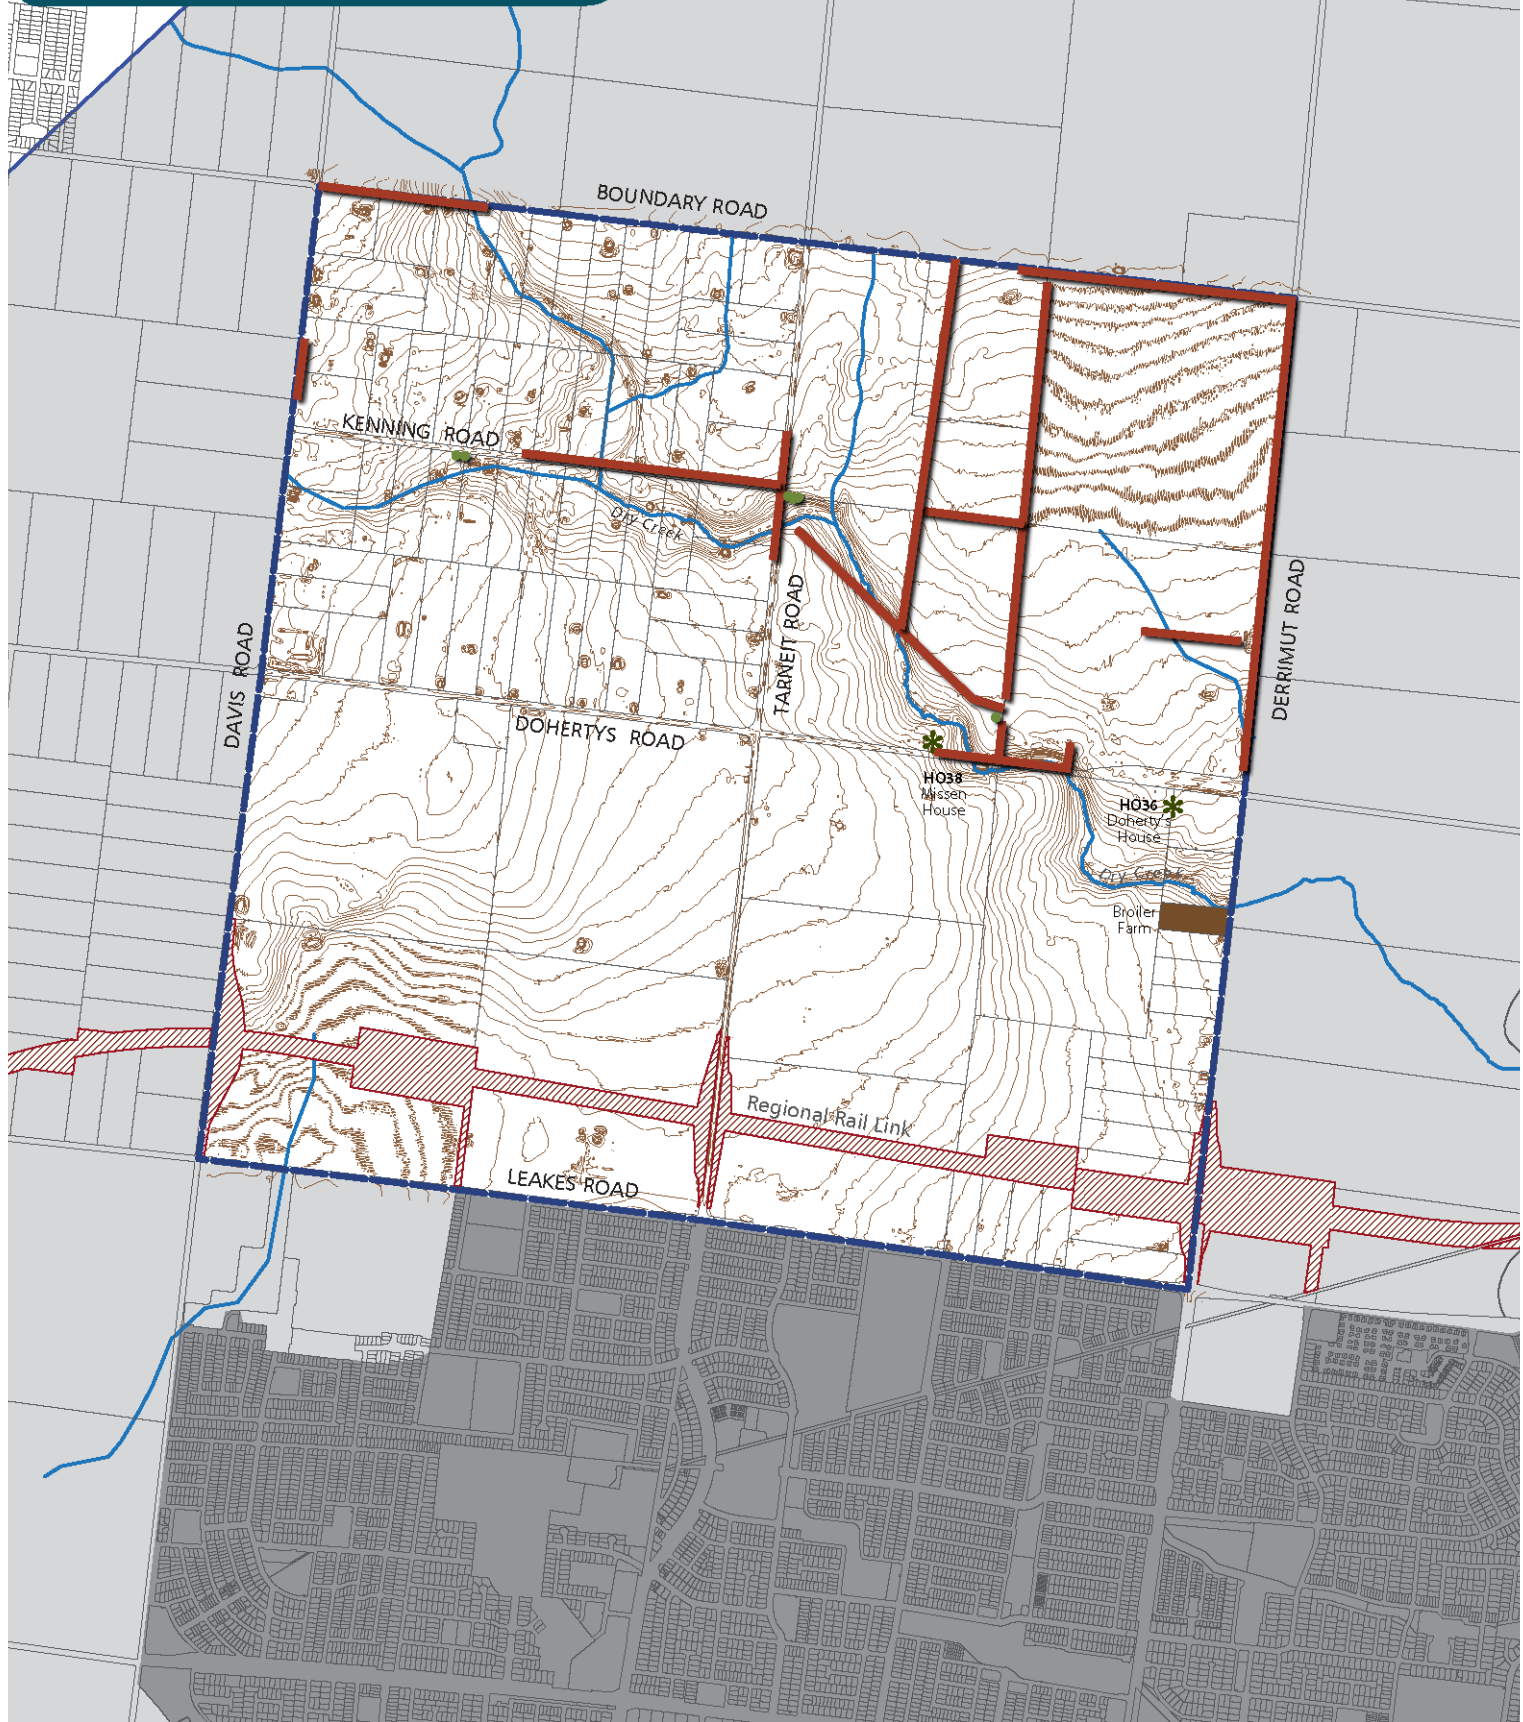 BOUNDARY ROAD
KENNING ROAD
Dry Creek
TARNEIT ROAD
DERRIMUT ROAD
DAVIS ROAD
DOHERTYS ROAD
HO38
Missen
House
HO36
Doherty's
House
Dry Creek
Broiler
Farm
Regional Rail Link
LEAKES ROAD